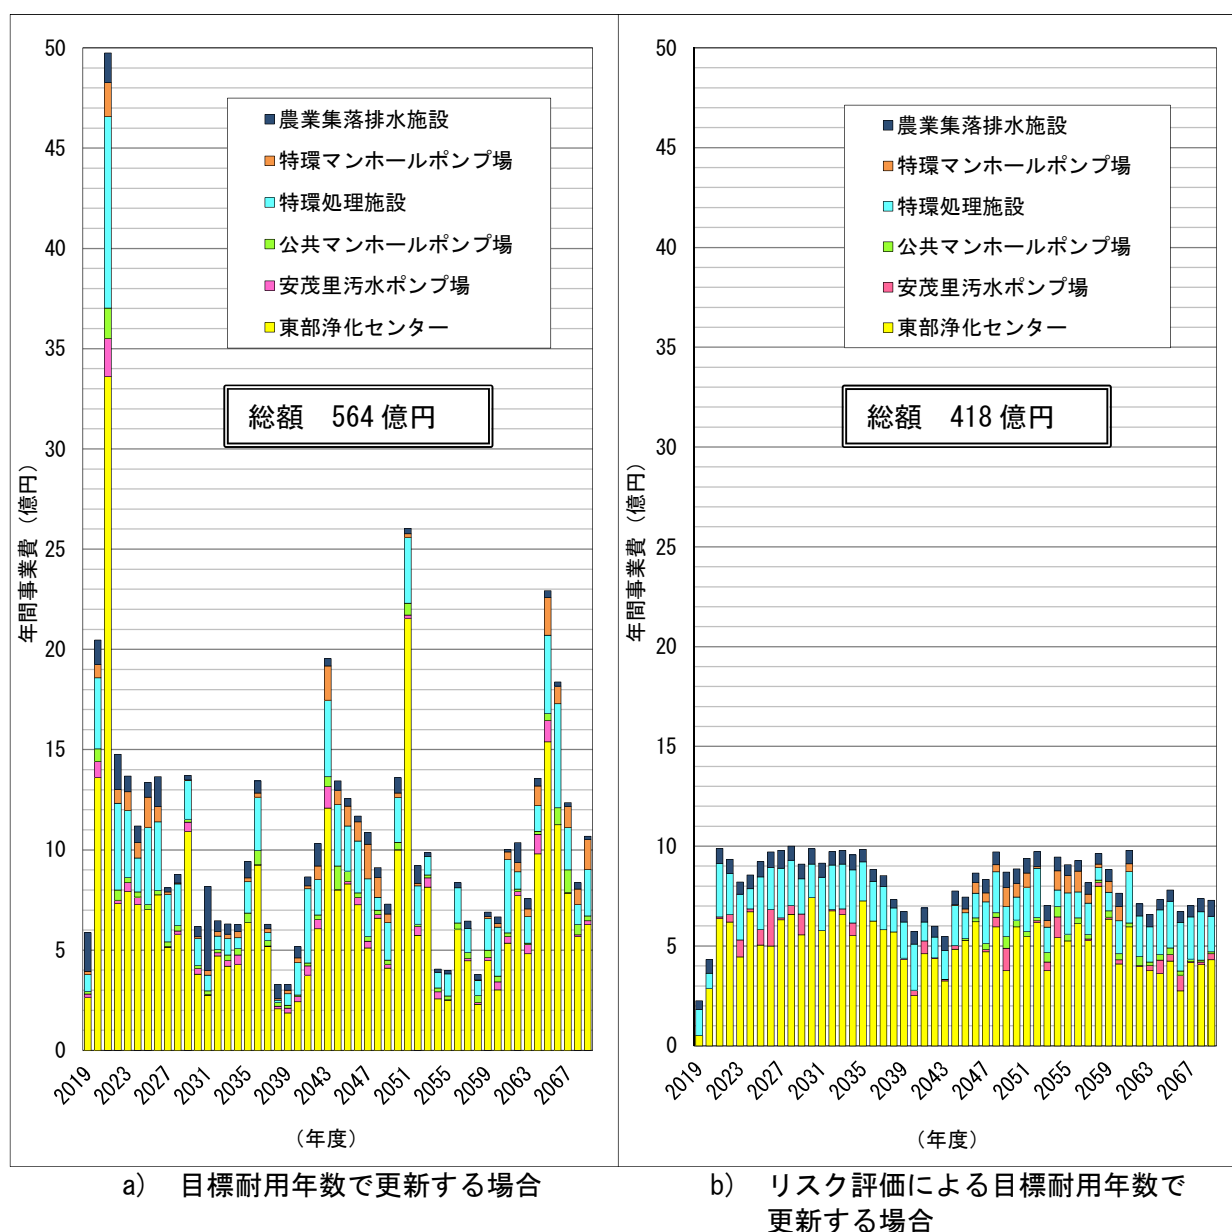 年間事業費（億円）
50
45
40
35
30
25
20
15
10
5
0
農業集落排水施設
特環マンホールポンプ場
特環処理施設
公共マンホールポンプ場
安茂里汚水ポンプ場
東部浄化センター
総額　564 億円
2019 2023 2027 2031 2035 2039 2043 2047 2051 2055 2059 2063 2067
（年度）
a)　目標耐用年数で更新する場合
年間事業費（億円）
50
45
40
35
30
25
20
15
10
5
0
農業集落排水施設
特環マンホールポンプ場
特環処理施設
公共マンホールポンプ場
安茂里汚水ポンプ場
東部浄化センター
総額　418 億円
2019 2023 2027 2031 2035 2039 2043 2047 2051 2055 2059 2063 2067
（年度）
b)　リスク評価による目標耐用年数で
更新する場合